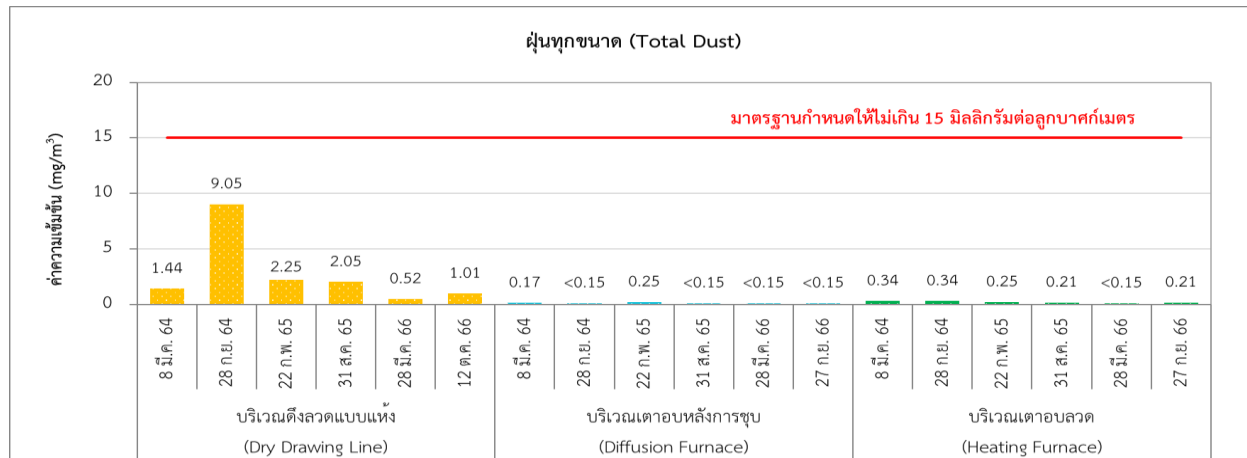 ฝุ่นทุกขนาด (Total Dust)
มาตรฐานกำหนดให้ไม่เกิน 15 มิลลิกรัมต่อลูกบาศก์เมตร
ค่าความเข้มข้น (mg/m³)
20
15
10
5
0
1.44 9.05 2.25 2.05 0.52 1.01 0.17 <0.15 0.25 <0.15 <0.15 <0.15 0.34 0.34 0.25 0.21 <0.15 0.21
8 มี.ค. 64
28 ก.ย. 64
22 ก.พ. 65
31 ส.ค. 65
28 มี.ค. 66
12 ต.ค. 66
8 มี.ค. 64
28 ก.ย. 64
22 ก.พ. 65
31 ส.ค. 65
28 มี.ค. 66
27 ก.ย. 66
8 มี.ค. 64
28 ก.ย. 64
22 ก.พ. 65
31 ส.ค. 65
28 มี.ค. 66
27 ก.ย. 66
บริเวณดึงลวดแบบแห้ง
(Dry Drawing Line)
บริเวณเตาอบหลังการชุบ
(Diffusion Furnace)
บริเวณเตาอบลวด
(Heating Furnace)